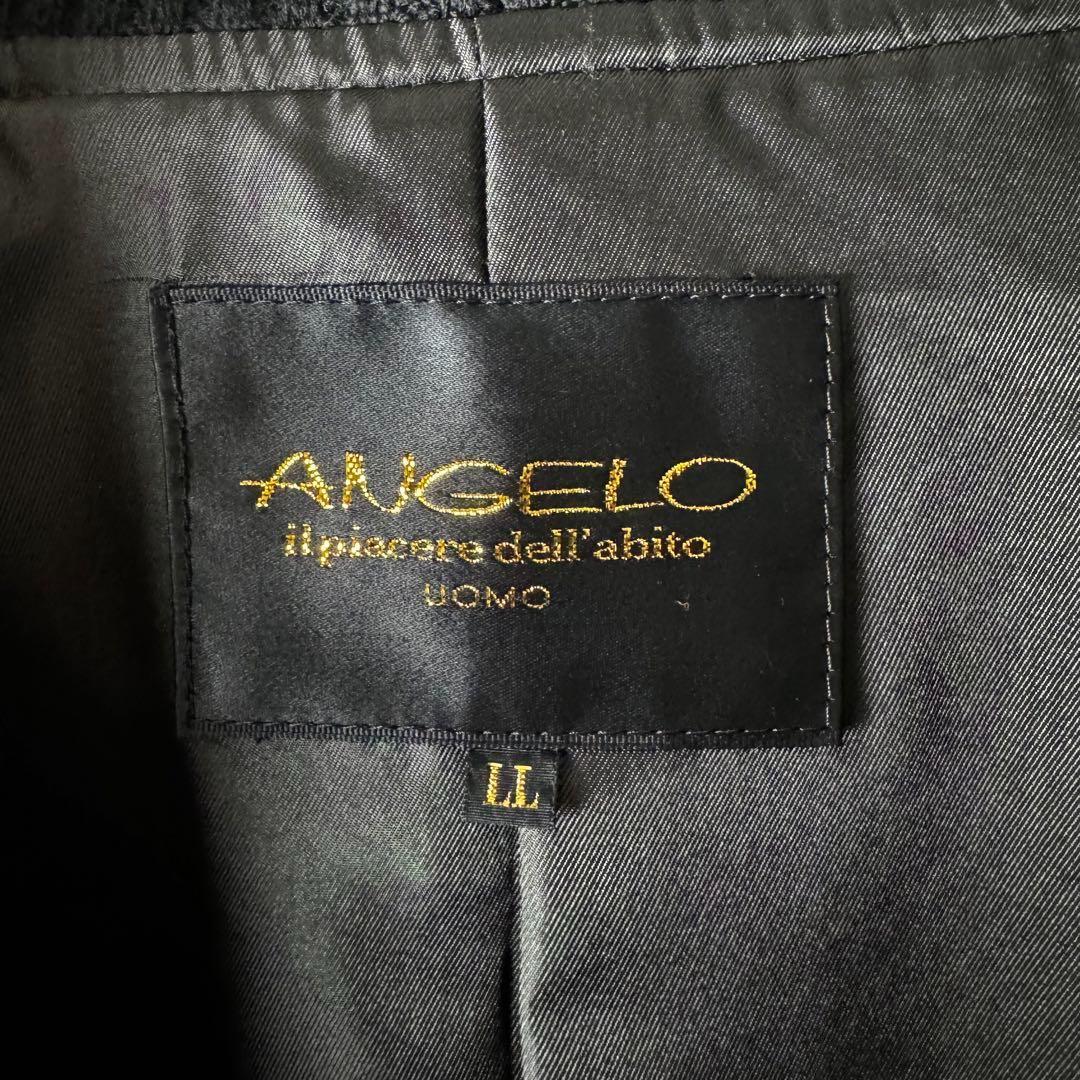 ANGELO
il piacere dell'abito
UOMO
LL